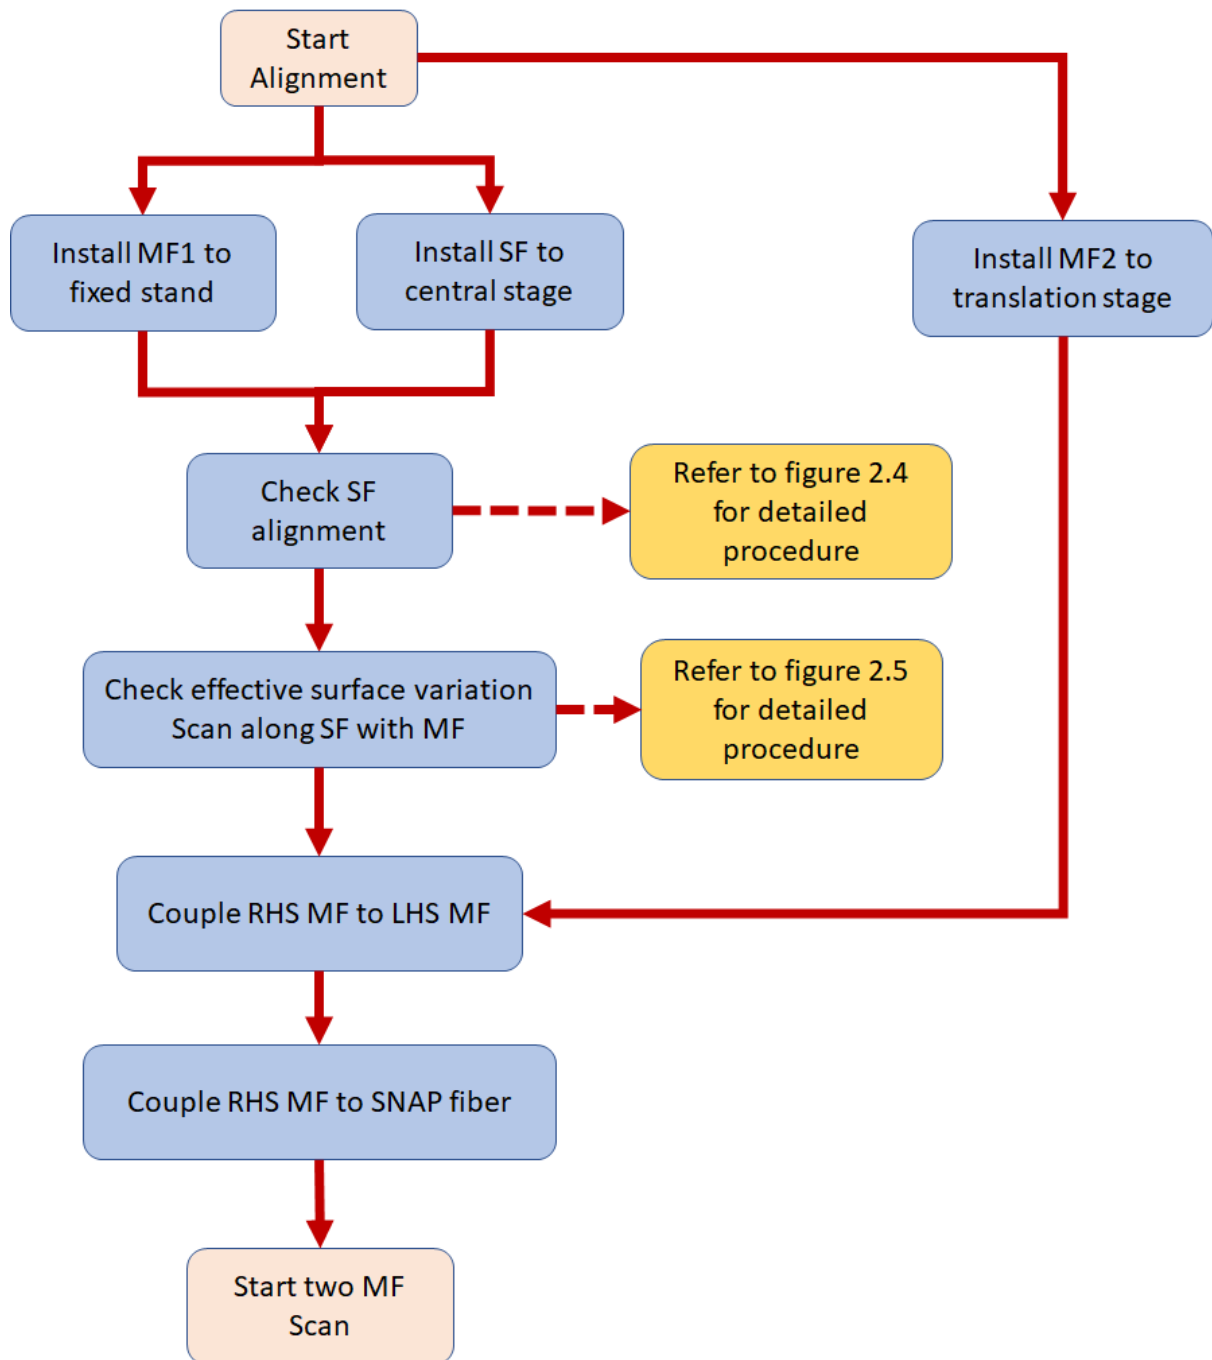 Start
Alignment
Install MF1 to
fixed stand
Install SF to
central stage
Install MF2 to
translation stage
Check SF
alignment
Refer to figure 2.4
for detailed
procedure
Check effective surface variation
Scan along SF with MF
Refer to figure 2.5
for detailed
procedure
Couple RHS MF to LHS MF
Couple RHS MF to SNAP fiber
Start two MF
Scan